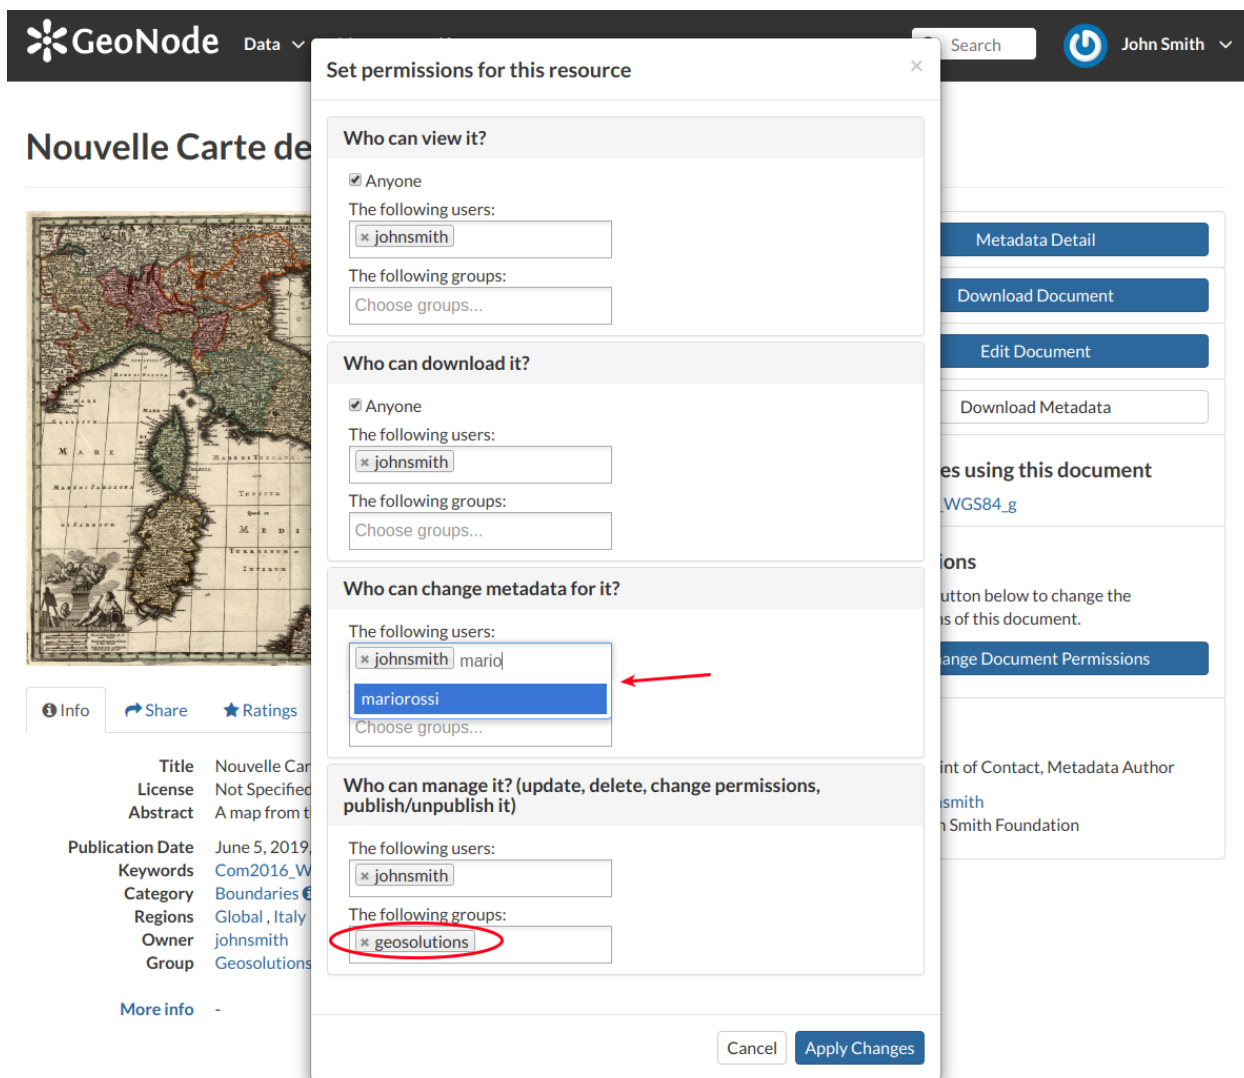 GeoNode Data Search John Smith
Set permissions for this resource ×
Nouvelle Carte de
Who can view it?
Anyone
The following users:
× johnsmith
The following groups:
Choose groups...
Who can download it?
Anyone
The following users:
× johnsmith
The following groups:
Choose groups...
Who can change metadata for it?
The following users:
× johnsmith mario
mariorossi
Choose groups...
Who can manage it? (update, delete, change permissions,
publish/unpublish it)
The following users:
× johnsmith
The following groups:
× geosolutions
Cancel Apply Changes
Metadata Detail
Download Document
Edit Document
Download Metadata
es using this document
_WGS84_g
ions
utton below to change the
ns of this document.
ange Document Permissions
int of Contact, Metadata Author
nsmith
n Smith Foundation
Info Share Ratings
Title Nouvelle Car
License Not Specified
Abstract A map from t
Publication Date June 5, 2019,
Keywords Com2016_W
Category Boundaries
Regions Global , Italy
Owner johnsmith
Group Geosolutions
More info -